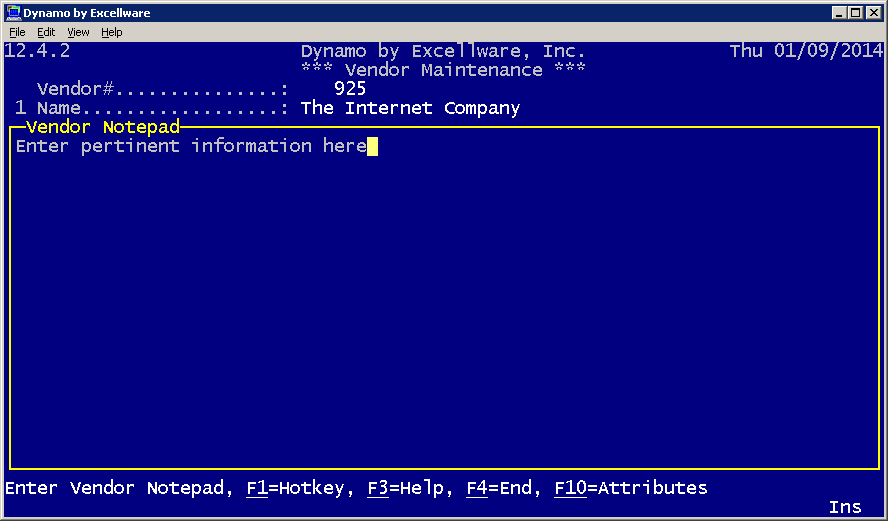 Dynamo by Excellware
File Edit View Help
12.4.2 Dynamo by Excellware, Inc. Thu 01/09/2014
*** Vendor Maintenance ***
Vendor#...............: 925
1 Name..................: The Internet Company
Vendor Notepad
Enter pertinent information here
Enter Vendor Notepad, F1=Hotkey, F3=Help, F4=End, F10=Attributes
Ins